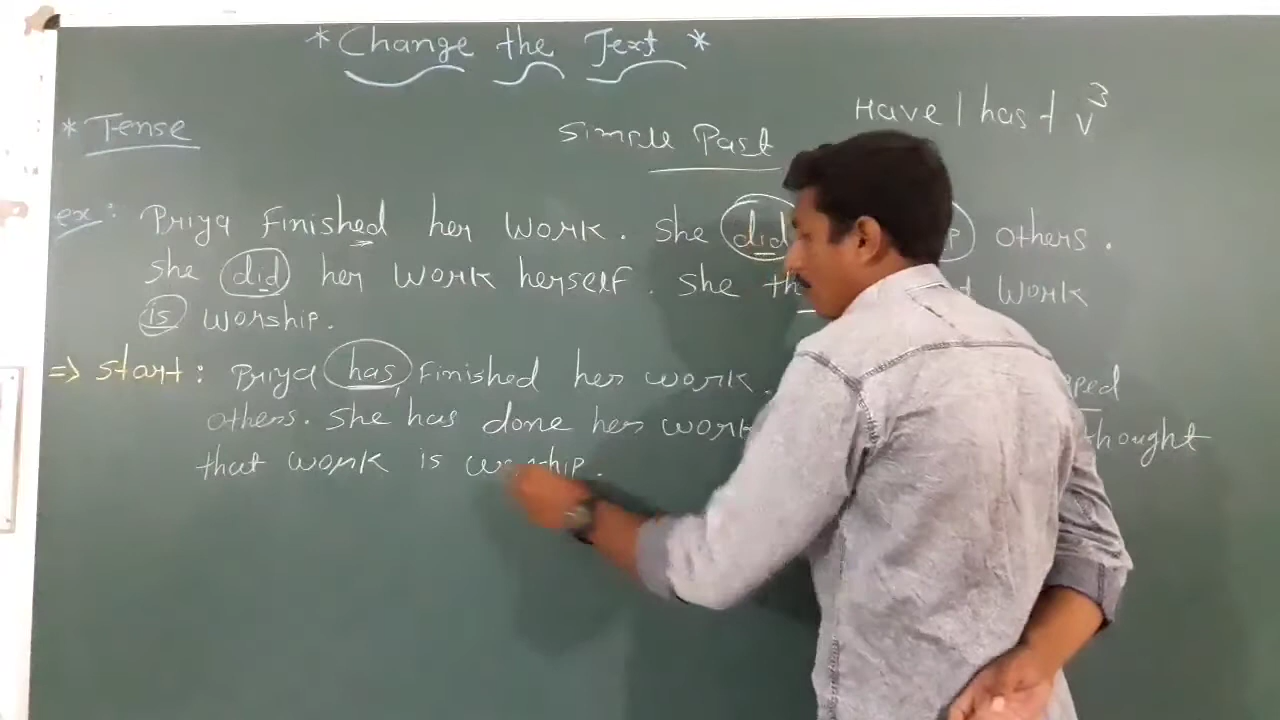 * Change the Text *
Have / has + V3
* Tense
Simple Past
ex: Priya Finished her work. She did others.
She did her work herself. She work
is worship.
=> start: Priya has Finished her work.
others. She has done her work thought
that work is worship.